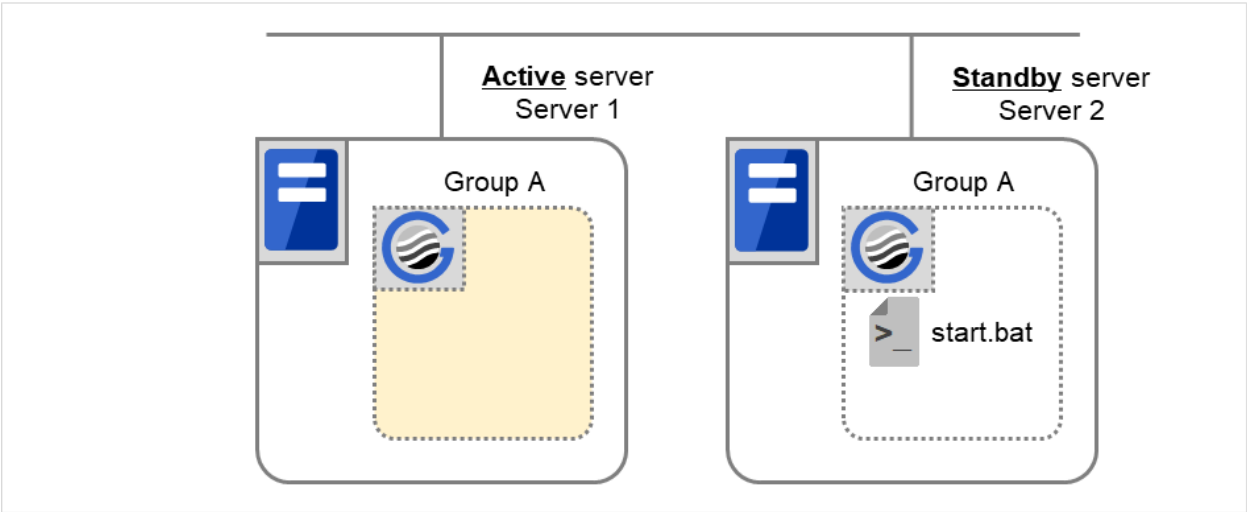 Active server
Server 1
Standby server
Server 2
Group A
Group A
>_ start.bat